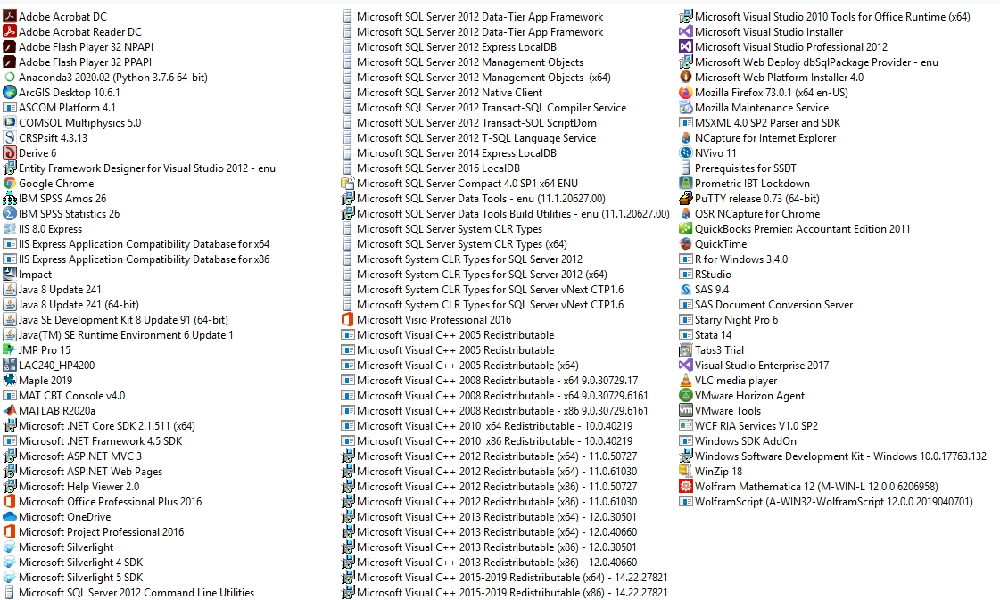 Adobe Acrobat DC
Adobe Acrobat Reader DC
Adobe Flash Player 32 NPAPI
Adobe Flash Player 32 PPAPI
Anaconda3 2020.02 (Python 3.7.6 64-bit)
ArcGIS Desktop 10.6.1
ASCOM Platform 4.1
COMSOL Multiphysics 5.0
CRSPsift 4.3.13
Derive 6
Entity Framework Designer for Visual Studio 2012 - enu
Google Chrome
IBM SPSS Amos 26
IBM SPSS Statistics 26
IIS 8.0 Express
IIS Express Application Compatibility Database for x64
IIS Express Application Compatibility Database for x86
Impact
Java 8 Update 241
Java 8 Update 241 (64-bit)
Java SE Development Kit 8 Update 91 (64-bit)
Java(TM) SE Runtime Environment 6 Update 1
JMP Pro 15
LAC240_HP4200
Maple 2019
MAT CBT Console v4.0
MATLAB R2020a
Microsoft .NET Core SDK 2.1.511 (x64)
Microsoft .NET Framework 4.5 SDK
Microsoft ASP.NET MVC 3
Microsoft ASP.NET Web Pages
Microsoft Help Viewer 2.0
Microsoft Office Professional Plus 2016
Microsoft OneDrive
Microsoft Project Professional 2016
Microsoft Silverlight
Microsoft Silverlight 4 SDK
Microsoft Silverlight 5 SDK
Microsoft SQL Server 2012 Command Line Utilities
Microsoft SQL Server 2012 Data-Tier App Framework
Microsoft SQL Server 2012 Data-Tier App Framework
Microsoft SQL Server 2012 Express LocalDB
Microsoft SQL Server 2012 Management Objects
Microsoft SQL Server 2012 Management Objects (x64)
Microsoft SQL Server 2012 Native Client
Microsoft SQL Server 2012 Transact-SQL Compiler Service
Microsoft SQL Server 2012 Transact-SQL ScriptDom
Microsoft SQL Server 2012 T-SQL Language Service
Microsoft SQL Server 2014 Express LocalDB
Microsoft SQL Server 2016 LocalDB
Microsoft SQL Server Compact 4.0 SP1 x64 ENU
Microsoft SQL Server Data Tools - enu (11.1.20627.00)
Microsoft SQL Server Data Tools Build Utilities - enu (11.1.20627.00)
Microsoft SQL Server System CLR Types
Microsoft SQL Server System CLR Types (x64)
Microsoft System CLR Types for SQL Server 2012
Microsoft System CLR Types for SQL Server 2012 (x64)
Microsoft System CLR Types for SQL Server vNext CTP1.6
Microsoft System CLR Types for SQL Server vNext CTP1.6
Microsoft Visio Professional 2016
Microsoft Visual C++ 2005 Redistributable
Microsoft Visual C++ 2005 Redistributable
Microsoft Visual C++ 2005 Redistributable (x64)
Microsoft Visual C++ 2008 Redistributable - x64 9.0.30729.17
Microsoft Visual C++ 2008 Redistributable - x64 9.0.30729.6161
Microsoft Visual C++ 2008 Redistributable - x86 9.0.30729.6161
Microsoft Visual C++ 2010 x64 Redistributable - 10.0.40219
Microsoft Visual C++ 2010 x86 Redistributable - 10.0.40219
Microsoft Visual C++ 2012 Redistributable (x64) - 11.0.50727
Microsoft Visual C++ 2012 Redistributable (x64) - 11.0.61030
Microsoft Visual C++ 2012 Redistributable (x86) - 11.0.50727
Microsoft Visual C++ 2012 Redistributable (x86) - 11.0.61030
Microsoft Visual C++ 2013 Redistributable (x64) - 12.0.30501
Microsoft Visual C++ 2013 Redistributable (x64) - 12.0.40660
Microsoft Visual C++ 2013 Redistributable (x86) - 12.0.30501
Microsoft Visual C++ 2013 Redistributable (x86) - 12.0.40660
Microsoft Visual C++ 2015-2019 Redistributable (x64) - 14.22.27821
Microsoft Visual C++ 2015-2019 Redistributable (x86) - 14.22.27821
Microsoft Visual Studio 2010 Tools for Office Runtime (x64)
Microsoft Visual Studio Installer
Microsoft Visual Studio Professional 2012
Microsoft Web Deploy dbSqlPackage Provider - enu
Microsoft Web Platform Installer 4.0
Mozilla Firefox 73.0.1 (x64 en-US)
Mozilla Maintenance Service
MSXML 4.0 SP2 Parser and SDK
NCapture for Internet Explorer
NVivo 11
Prerequisites for SSDT
Prometric IBT Lockdown
PuTTY release 0.73 (64-bit)
QSR NCapture for Chrome
QuickBooks Premier: Accountant Edition 2011
QuickTime
R for Windows 3.4.0
RStudio
SAS 9.4
SAS Document Conversion Server
Starry Night Pro 6
Stata 14
Tabs3 Trial
Visual Studio Enterprise 2017
VLC media player
VMware Horizon Agent
VMware Tools
WCF RIA Services V1.0 SP2
Windows SDK AddOn
Windows Software Development Kit - Windows 10.0.17763.132
WinZip 18
Wolfram Mathematica 12 (M-WIN-L 12.0.0 6206958)
WolframScript (A-WIN32-WolframScript 12.0.0 2019040701)